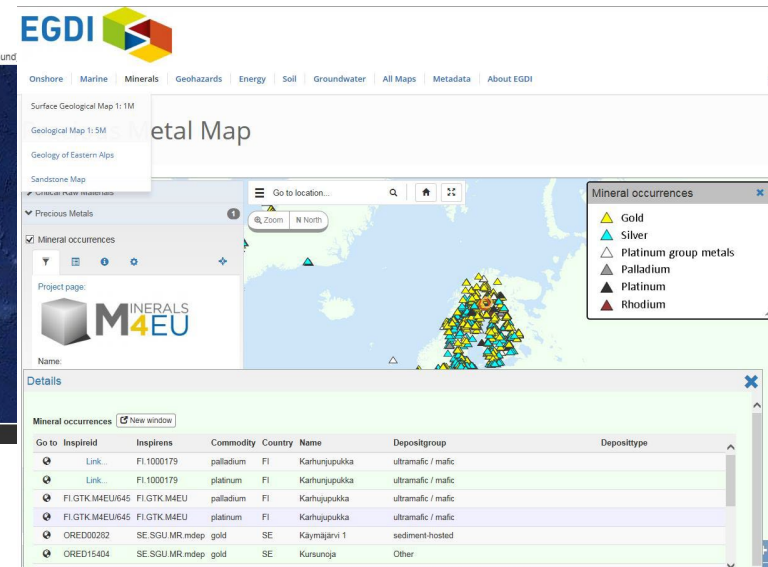 EGDI
und
Onshore Marine Minerals Geohazards Energy Soil Groundwater All Maps Metadata About EGDI
Surface Geological Map 1: 1M
Geological Map 1: 5M
Geology of Eastern Alps
Sandstone Map
etal Map
Critical Raw Materials
Precious Metals 1
Mineral occurrences
Project page:
MINERALS
4EU
Name:
Go to location...
Zoom N North
Mineral occurrences
Gold
Silver
Platinum group metals
Palladium
Platinum
Rhodium
Details
Mineral occurrences New window
Go to Inspireid Inspirens Commodity Country Name Depositgroup Deposittype
Link... FI.1000179 palladium FI Karhunjupukka ultramafic / mafic
Link... FI.1000179 platinum FI Karhunjupukka ultramafic / mafic
FI.GTK.M4EU/645 FI.GTK.M4EU palladium FI Karhujupukka ultramafic / mafic
FI.GTK.M4EU/645 FI.GTK.M4EU platinum FI Karhujupukka ultramafic / mafic
ORED00282 SE.SGU.MR.mdep gold SE Käymäjärvi 1 sediment-hosted
ORED15404 SE.SGU.MR.mdep gold SE Kursunoja Other